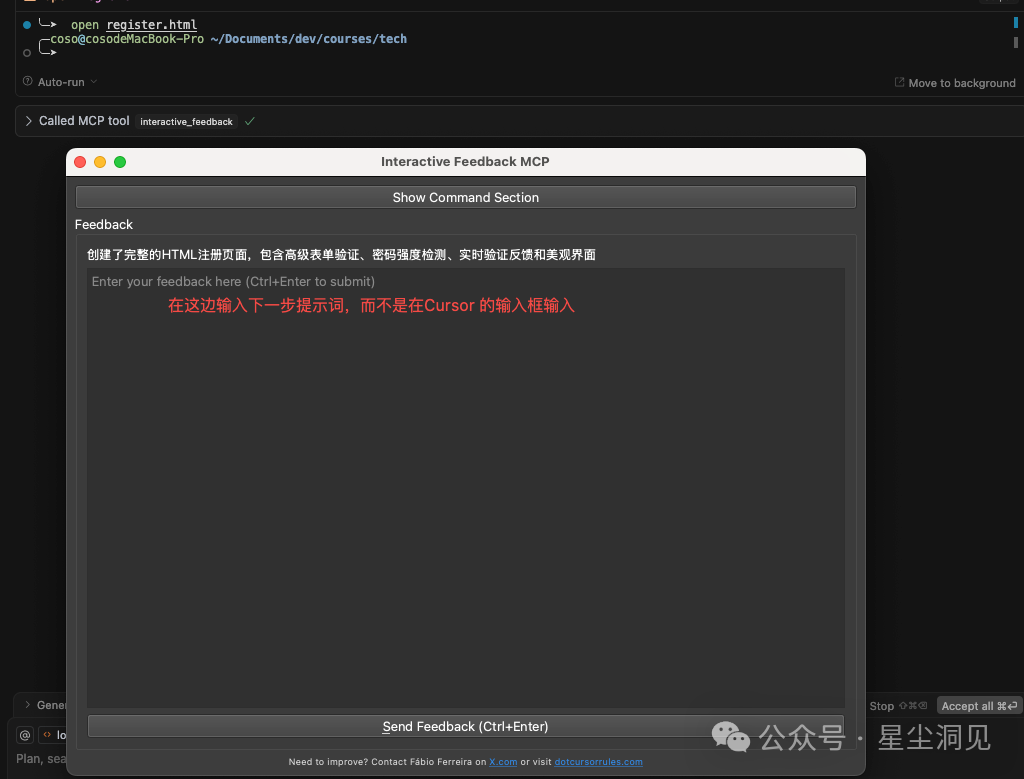 open register.html
coso@cosodeMacBook-Pro ~/Documents/dev/courses/tech
Auto-run
Move to background
Called MCP tool interactive_feedback
Interactive Feedback MCP
Show Command Section
Feedback
创建了完整的HTML注册页面，包含高级表单验证、密码强度检测、实时验证反馈和美观界面
Enter your feedback here (Ctrl+Enter to submit)
在这边输入下一步提示词，而不是在Cursor 的输入框输入
Gener
Stop ⇧⌘⌫
Accept all ⌘⏎
Send Feedback (Ctrl+Enter)
@ <> lo
公众号 · 星尘洞见
Plan, sea
Need to improve? Contact Fábio Ferreira on X.com or visit dotcursorrules.com